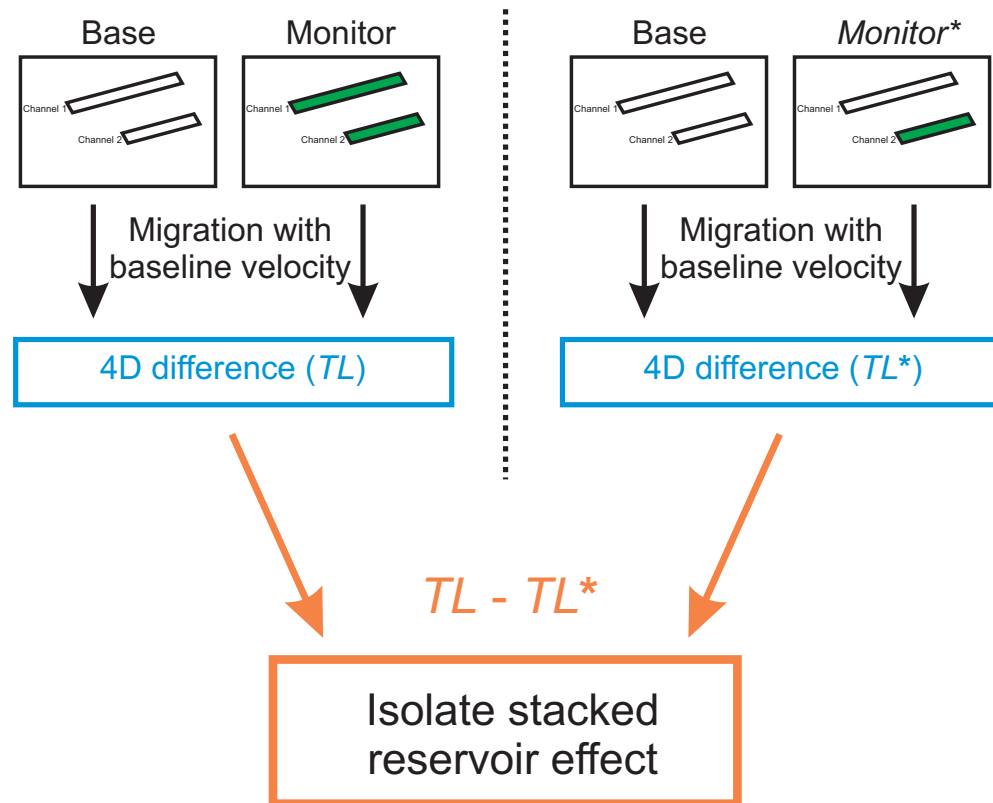 Base
Monitor
Channel 1
Channel 2
Channel 1
Channel 2
Migration with
baseline velocity
4D difference (TL)
Base
Monitor*
Channel 1
Channel 2
Channel 1
Channel 2
Migration with
baseline velocity
4D difference (TL*)
TL - TL*
Isolate stacked
reservoir effect